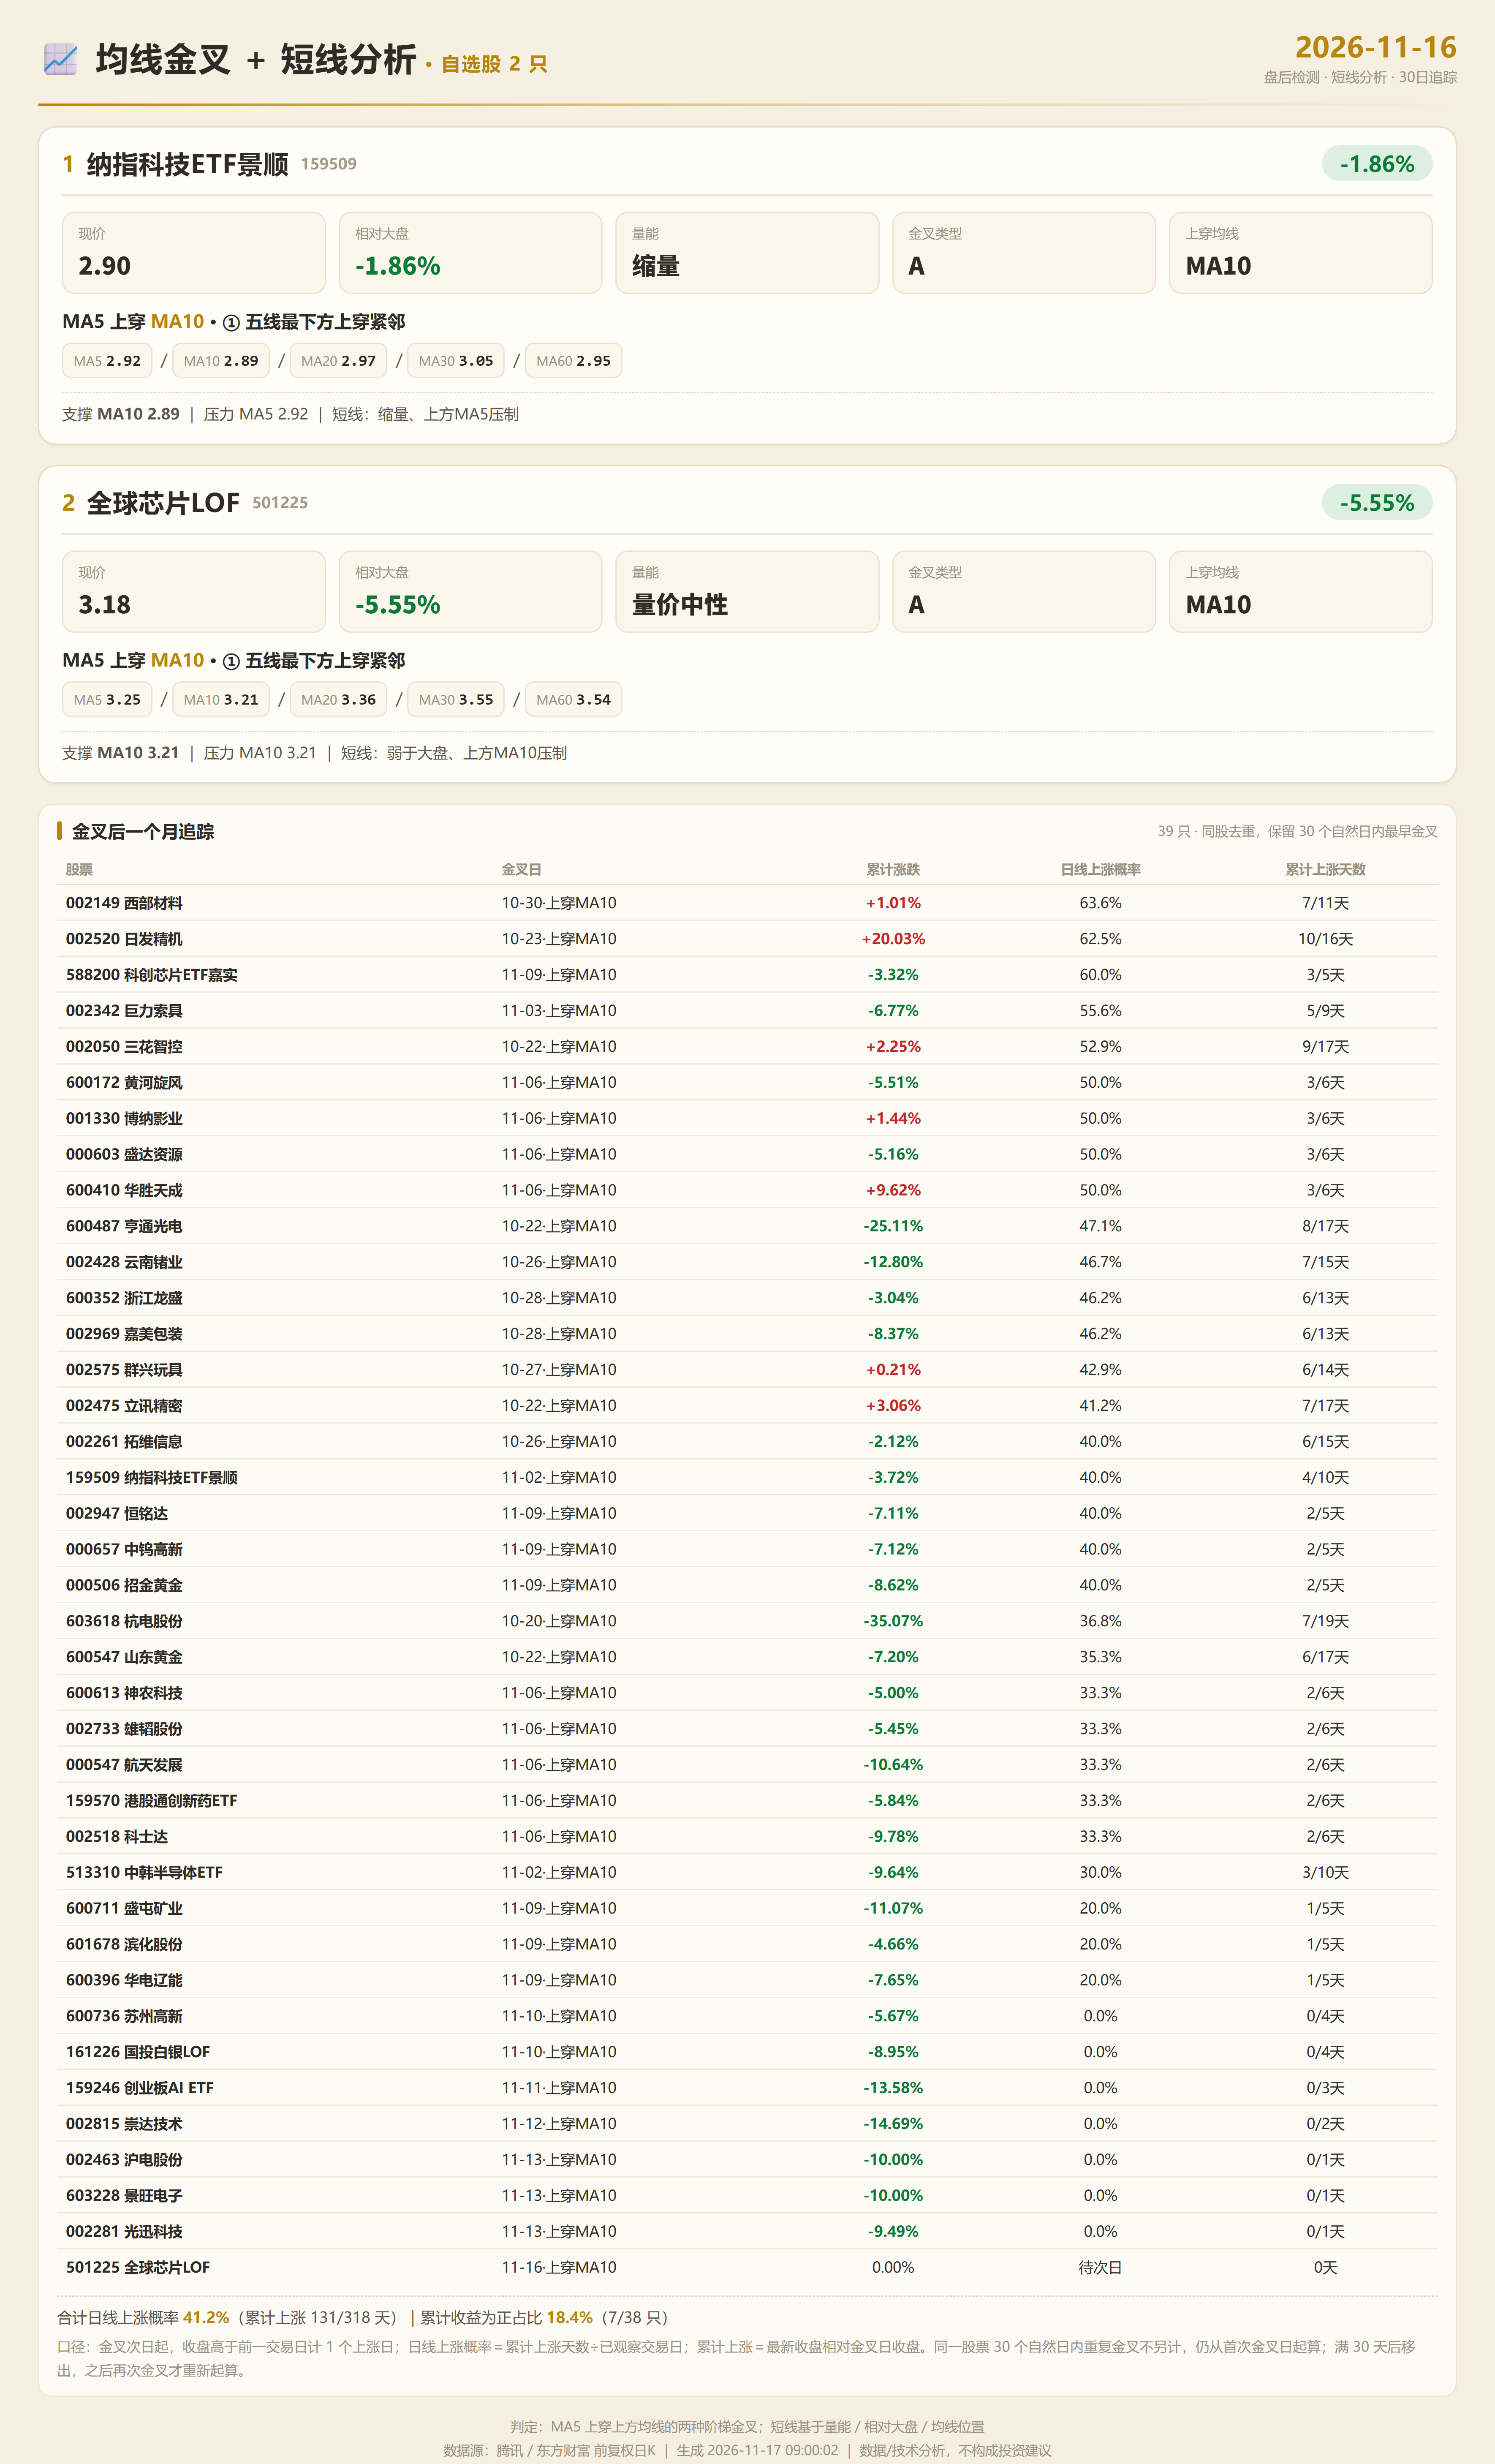 均线金叉 + 短线分析 · 自选股 2 只
2026-11-16
盘后检测 · 短线分析 · 30日追踪
1 纳指科技ETF景顺 159509
-1.86%
现价 相对大盘 量能 金叉类型 上穿均线
2.90 -1.86% 缩量 A MA10
MA5 上穿 MA10 • ① 五线最下方上穿紧邻
MA5 2.92 / MA10 2.89 / MA20 2.97 / MA30 3.05 / MA60 2.95
支撑 MA10 2.89 | 压力 MA5 2.92 | 短线：缩量、上方MA5压制
2 全球芯片LOF 501225
-5.55%
现价 相对大盘 量能 金叉类型 上穿均线
3.18 -5.55% 量价中性 A MA10
MA5 上穿 MA10 • ① 五线最下方上穿紧邻
MA5 3.25 / MA10 3.21 / MA20 3.36 / MA30 3.55 / MA60 3.54
支撑 MA10 3.21 | 压力 MA10 3.21 | 短线：弱于大盘、上方MA10压制
金叉后一个月追踪
39 只 · 同股去重，保留 30 个自然日内最早金叉
股票 金叉日 累计涨跌 日线上涨概率 累计上涨天数
002149 西部材料 10-30·上穿MA10 +1.01% 63.6% 7/11天
002520 日发精机 10-23·上穿MA10 +20.03% 62.5% 10/16天
588200 科创芯片ETF嘉实 11-09·上穿MA10 -3.32% 60.0% 3/5天
002342 巨力索具 11-03·上穿MA10 -6.77% 55.6% 5/9天
002050 三花智控 10-22·上穿MA10 +2.25% 52.9% 9/17天
600172 黄河旋风 11-06·上穿MA10 -5.51% 50.0% 3/6天
001330 博纳影业 11-06·上穿MA10 +1.44% 50.0% 3/6天
000603 盛达资源 11-06·上穿MA10 -5.16% 50.0% 3/6天
600410 华胜天成 11-06·上穿MA10 +9.62% 50.0% 3/6天
600487 亨通光电 10-22·上穿MA10 -25.11% 47.1% 8/17天
002428 云南锗业 10-26·上穿MA10 -12.80% 46.7% 7/15天
600352 浙江龙盛 10-28·上穿MA10 -3.04% 46.2% 6/13天
002969 嘉美包装 10-28·上穿MA10 -8.37% 46.2% 6/13天
002575 群兴玩具 10-27·上穿MA10 +0.21% 42.9% 6/14天
002475 立讯精密 10-22·上穿MA10 +3.06% 41.2% 7/17天
002261 拓维信息 10-26·上穿MA10 -2.12% 40.0% 6/15天
159509 纳指科技ETF景顺 11-02·上穿MA10 -3.72% 40.0% 4/10天
002947 恒铭达 11-09·上穿MA10 -7.11% 40.0% 2/5天
000657 中钨高新 11-09·上穿MA10 -7.12% 40.0% 2/5天
000506 招金黄金 11-09·上穿MA10 -8.62% 40.0% 2/5天
603618 杭电股份 10-20·上穿MA10 -35.07% 36.8% 7/19天
600547 山东黄金 10-22·上穿MA10 -7.20% 35.3% 6/17天
600613 神农科技 11-06·上穿MA10 -5.00% 33.3% 2/6天
002733 雄韬股份 11-06·上穿MA10 -5.45% 33.3% 2/6天
000547 航天发展 11-06·上穿MA10 -10.64% 33.3% 2/6天
159570 港股通创新药ETF 11-06·上穿MA10 -5.84% 33.3% 2/6天
002518 科士达 11-06·上穿MA10 -9.78% 33.3% 2/6天
513310 中韩半导体ETF 11-02·上穿MA10 -9.64% 30.0% 3/10天
600711 盛屯矿业 11-09·上穿MA10 -11.07% 20.0% 1/5天
601678 滨化股份 11-09·上穿MA10 -4.66% 20.0% 1/5天
600396 华电辽能 11-09·上穿MA10 -7.65% 20.0% 1/5天
600736 苏州高新 11-10·上穿MA10 -5.67% 0.0% 0/4天
161226 国投白银LOF 11-10·上穿MA10 -8.95% 0.0% 0/4天
159246 创业板AI ETF 11-11·上穿MA10 -13.58% 0.0% 0/3天
002815 崇达技术 11-12·上穿MA10 -14.69% 0.0% 0/2天
002463 沪电股份 11-13·上穿MA10 -10.00% 0.0% 0/1天
603228 景旺电子 11-13·上穿MA10 -10.00% 0.0% 0/1天
002281 光迅科技 11-13·上穿MA10 -9.49% 0.0% 0/1天
501225 全球芯片LOF 11-16·上穿MA10 0.00% 待次日 0天
合计日线上涨概率 41.2%（累计上涨 131/318 天） | 累计收益为正占比 18.4%（7/38 只）
口径：金叉次日起，收盘高于前一交易日计 1 个上涨日；日线上涨概率＝累计上涨天数÷已观察交易日；累计上涨＝最新收盘相对金叉日收盘。同一股票 30 个自然日内重复金叉不另计，仍从首次金叉日起算；满 30 天后移
出，之后再次金叉才重新起算。
判定：MA5 上穿上方均线的两种阶梯金叉；短线基于量能 / 相对大盘 / 均线位置
数据源：腾讯 / 东方财富 前复权日K | 生成 2026-11-17 09:00:02 | 数据/技术分析，不构成投资建议